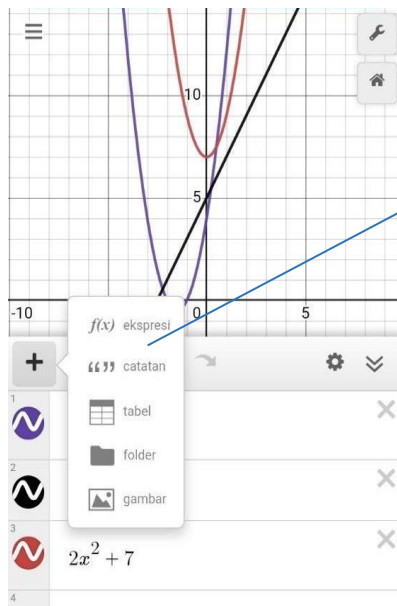 10
5
-10
0
5
f(x) ekspresi
catatan
tabel
folder
gambar
1
2
3
2x² + 7
4